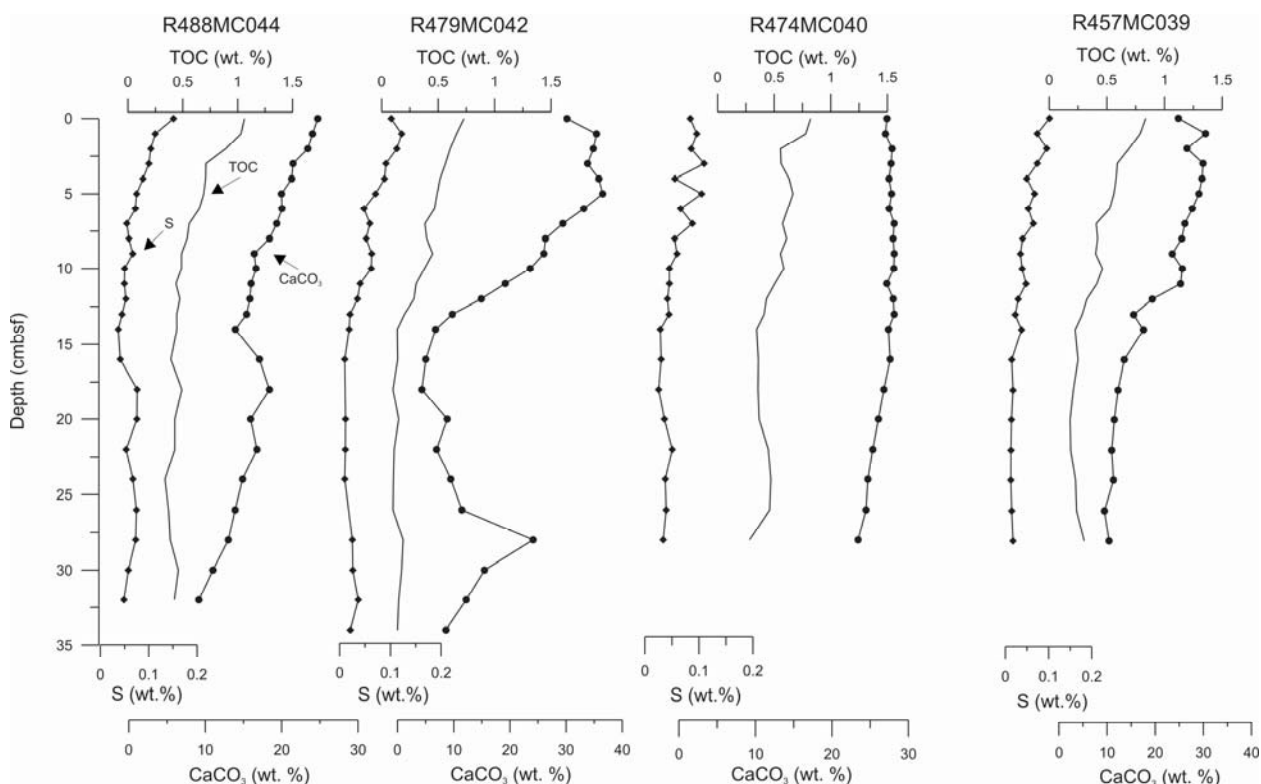 R488MC044 R479MC042 R474MC040 R457MC039
TOC (wt. %) TOC (wt. %) TOC (wt. %) TOC (wt. %)
0 0.5 1 1.5 0 0.5 1 1.5 0 0.5 1 1.5 0 0.5 1 1.5
0
5
10
15
20
25
30
35
Depth (cmbsf)
TOC
S
CaCO₃
0 0.1 0.2 0 0.1 0.2 0 0.1 0.2 0 0.1 0.2
S (wt.%) S (wt.%) S (wt.%) S (wt.%)
0 10 20 30 0 10 20 30 40 0 10 20 30 0 10 20 30 40
CaCO₃ (wt. %) CaCO₃ (wt. %) CaCO₃ (wt. %) CaCO₃ (wt. %)